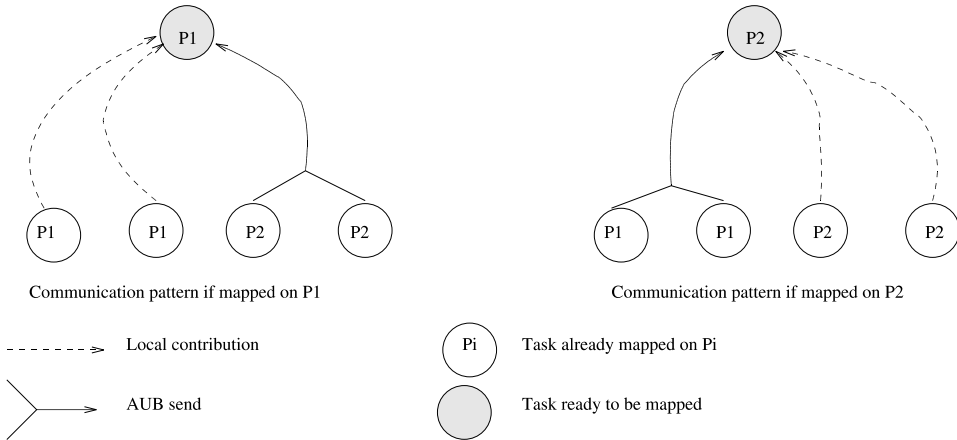 P1
P2
P1
P1
P2
P2
P1
P1
P2
P2
Communication pattern if mapped on P1
Communication pattern if mapped on P2
Local contribution
Pi
Task already mapped on Pi
AUB send
Task ready to be mapped